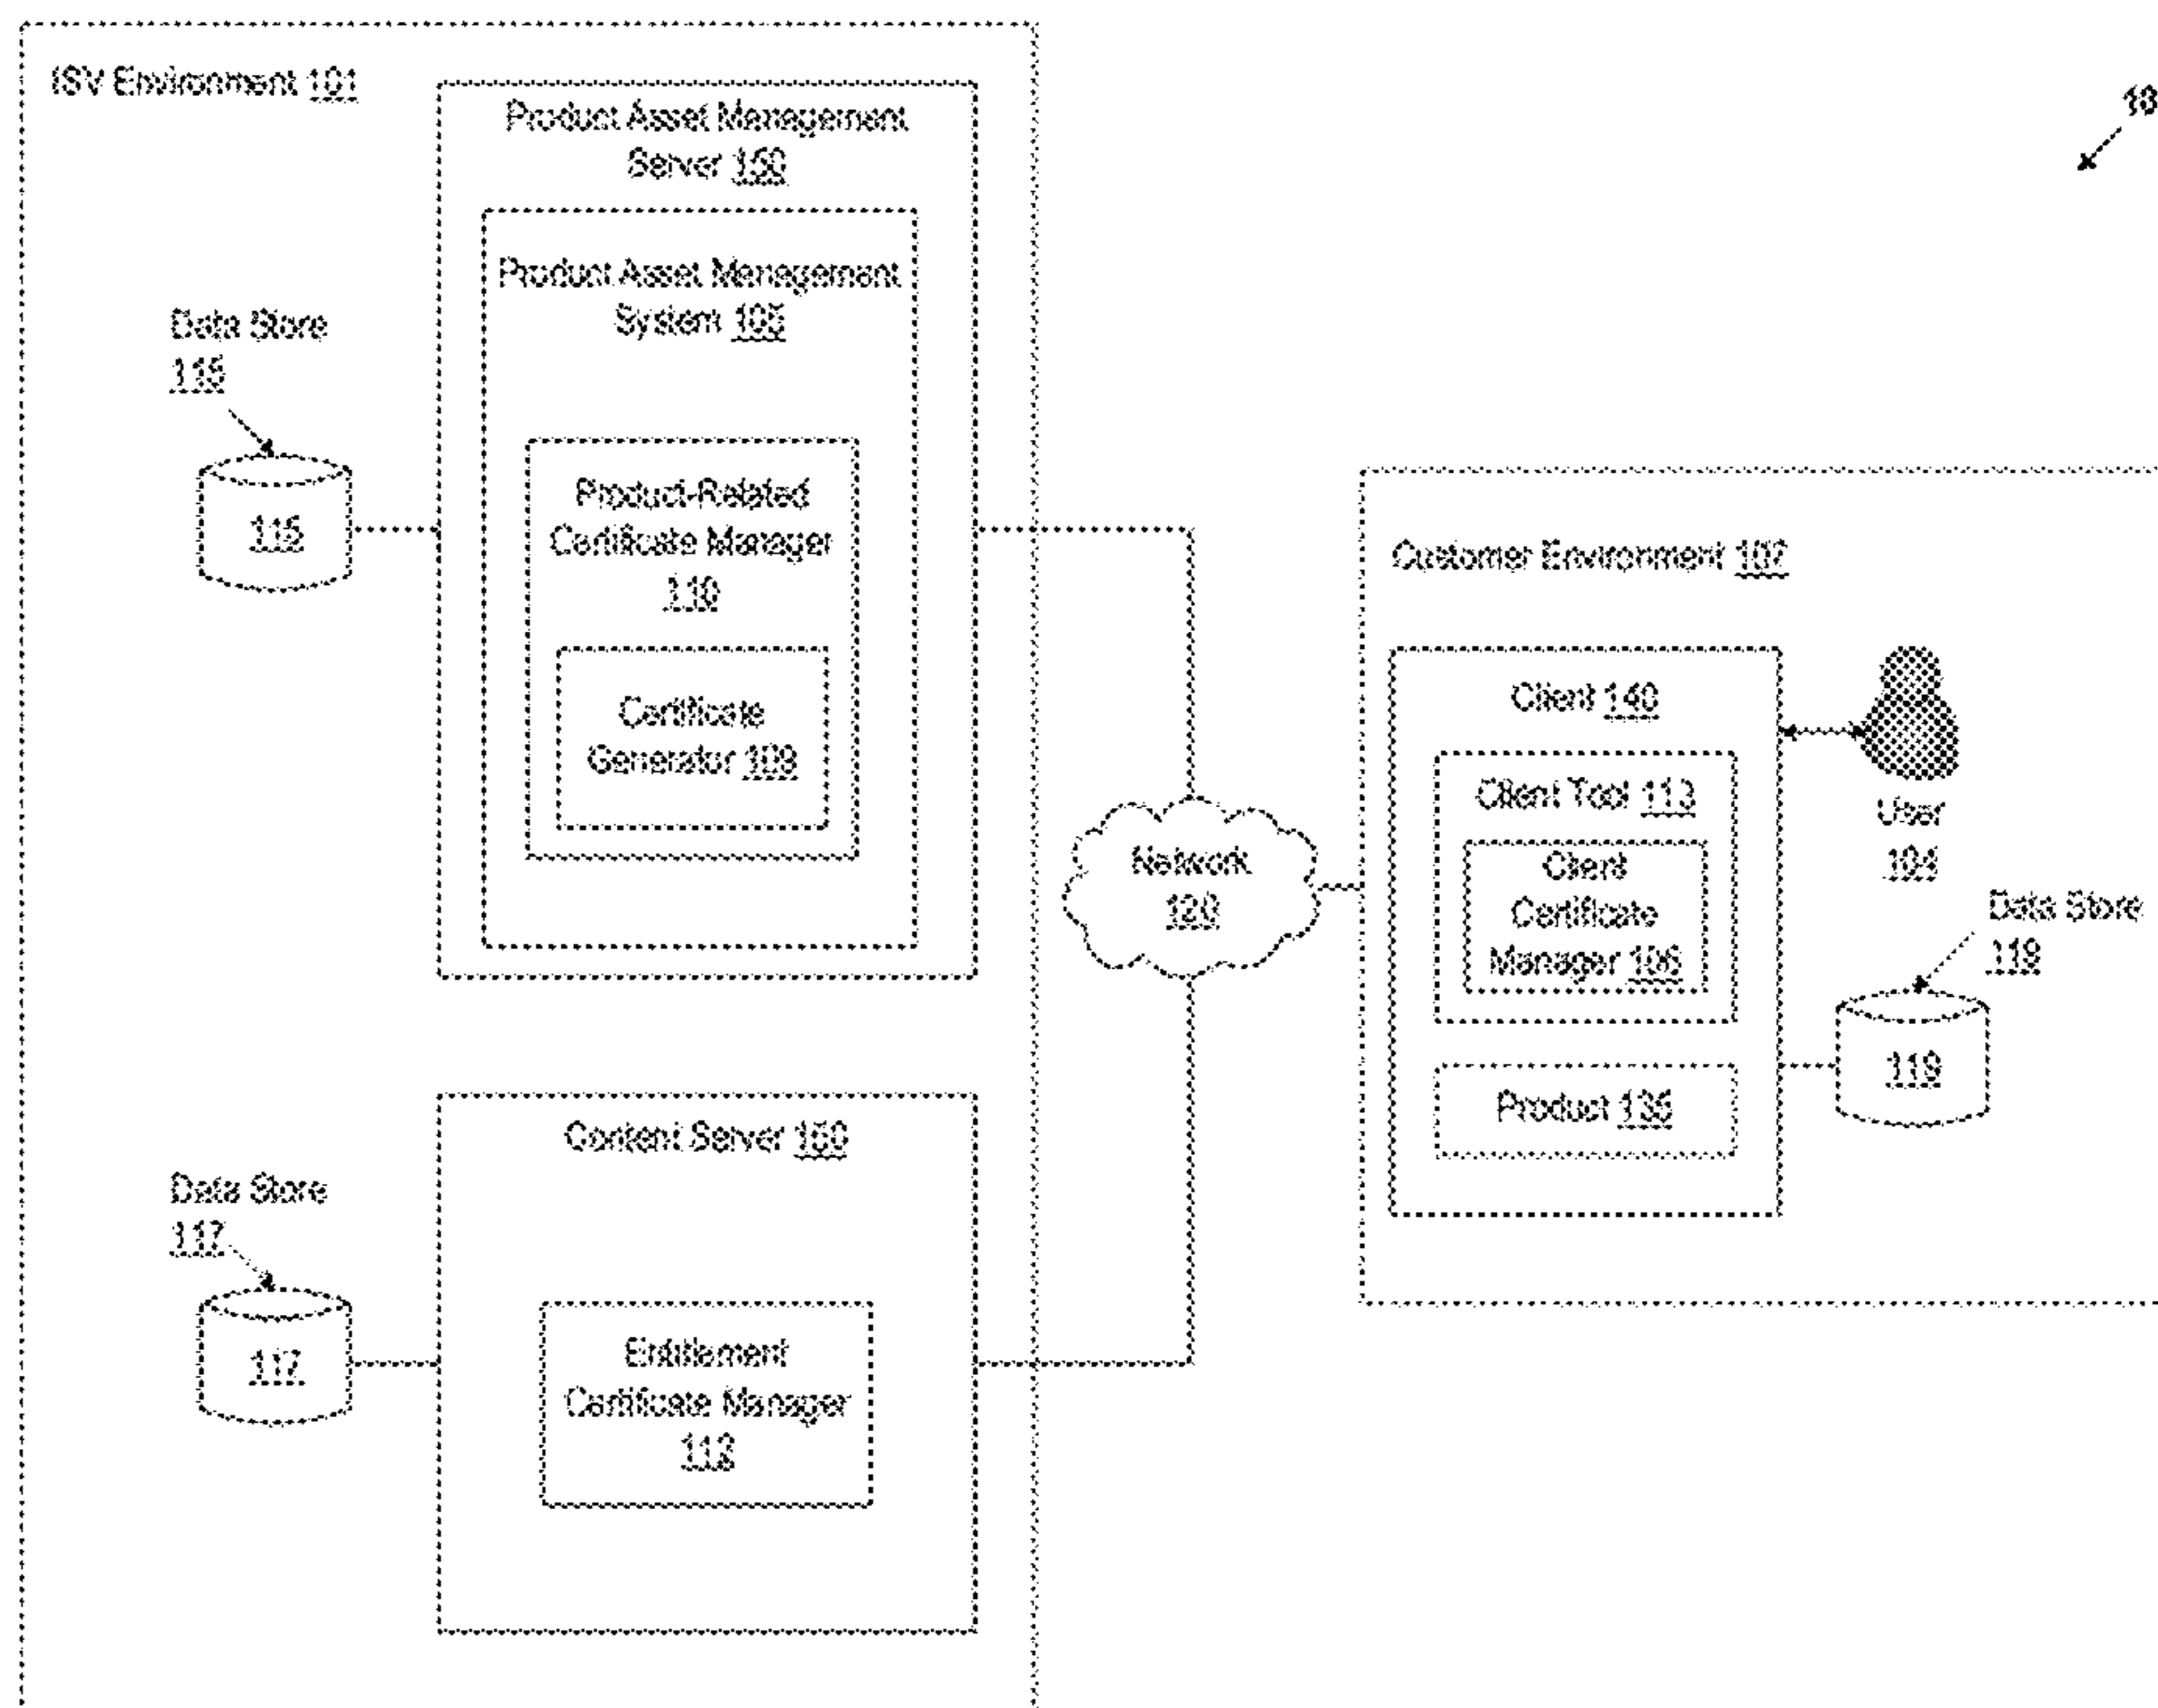 ISV Environment 101
Product Asset Management
Server 150
10
Product Asset Management
System 105
Data Store
115
Product-Related
Certificate Manager
110
115
Customer Environment 107
Certificate
Generator 109
Client 140
Client Tool 113
User
104
Client
Certificate
Manager 106
Network
120
Data Store
119
119
Product 135
Content Server
Data Store
117
117
Entitlement
Certificate Manager
112